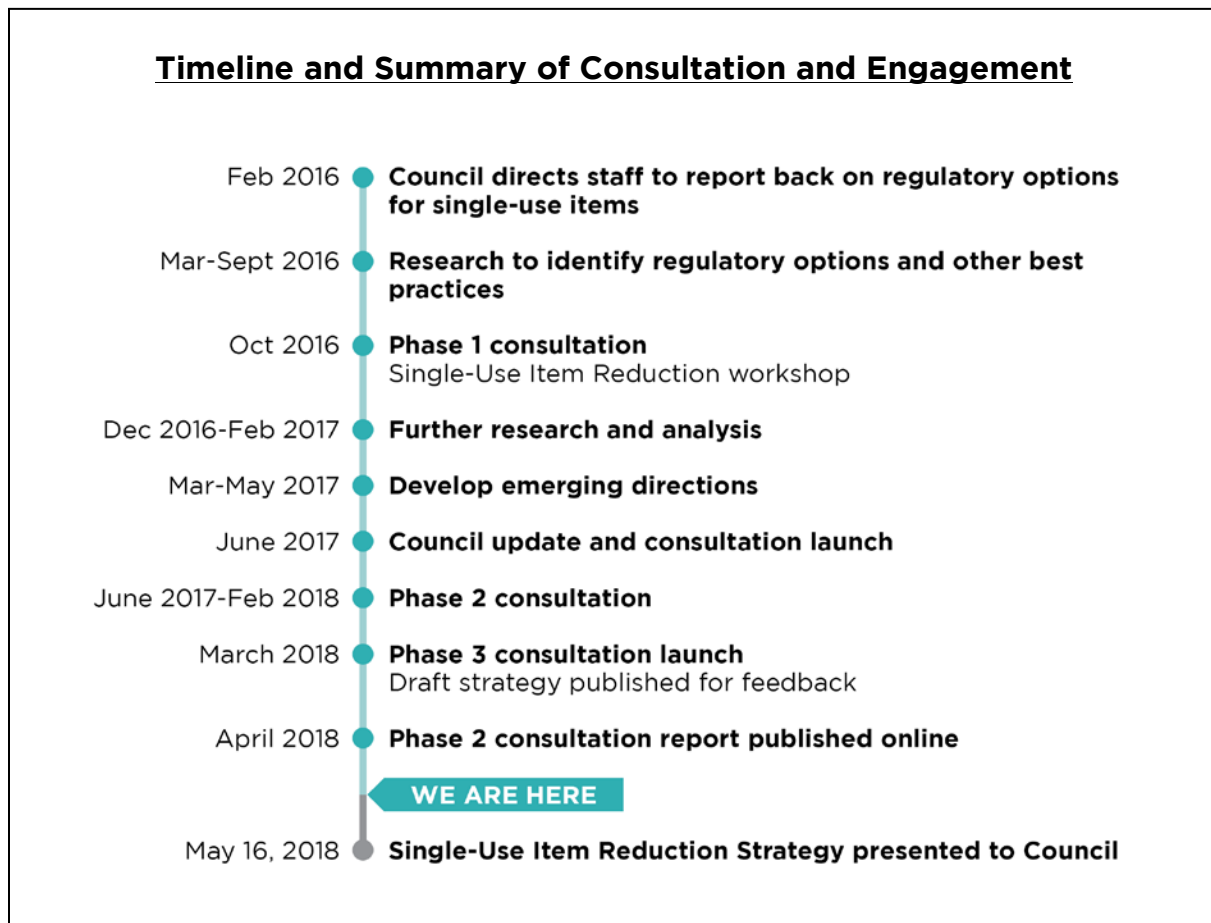 Timeline and Summary of Consultation and Engagement
Feb 2016 Council directs staff to report back on regulatory options
for single-use items
Mar-Sept 2016 Research to identify regulatory options and other best
practices
Oct 2016 Phase 1 consultation
Single-Use Item Reduction workshop
Dec 2016-Feb 2017 Further research and analysis
Mar-May 2017 Develop emerging directions
June 2017 Council update and consultation launch
June 2017-Feb 2018 Phase 2 consultation
March 2018 Phase 3 consultation launch
Draft strategy published for feedback
April 2018 Phase 2 consultation report published online
WE ARE HERE
May 16, 2018 Single-Use Item Reduction Strategy presented to Council